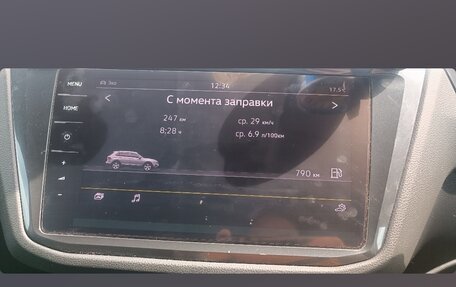 MENU
Эко
12:34
17.5
HOME
С момента заправки
247 км
ср. 29 км/ч
8:28 ч
ср. 6.9 л/100км
790 км